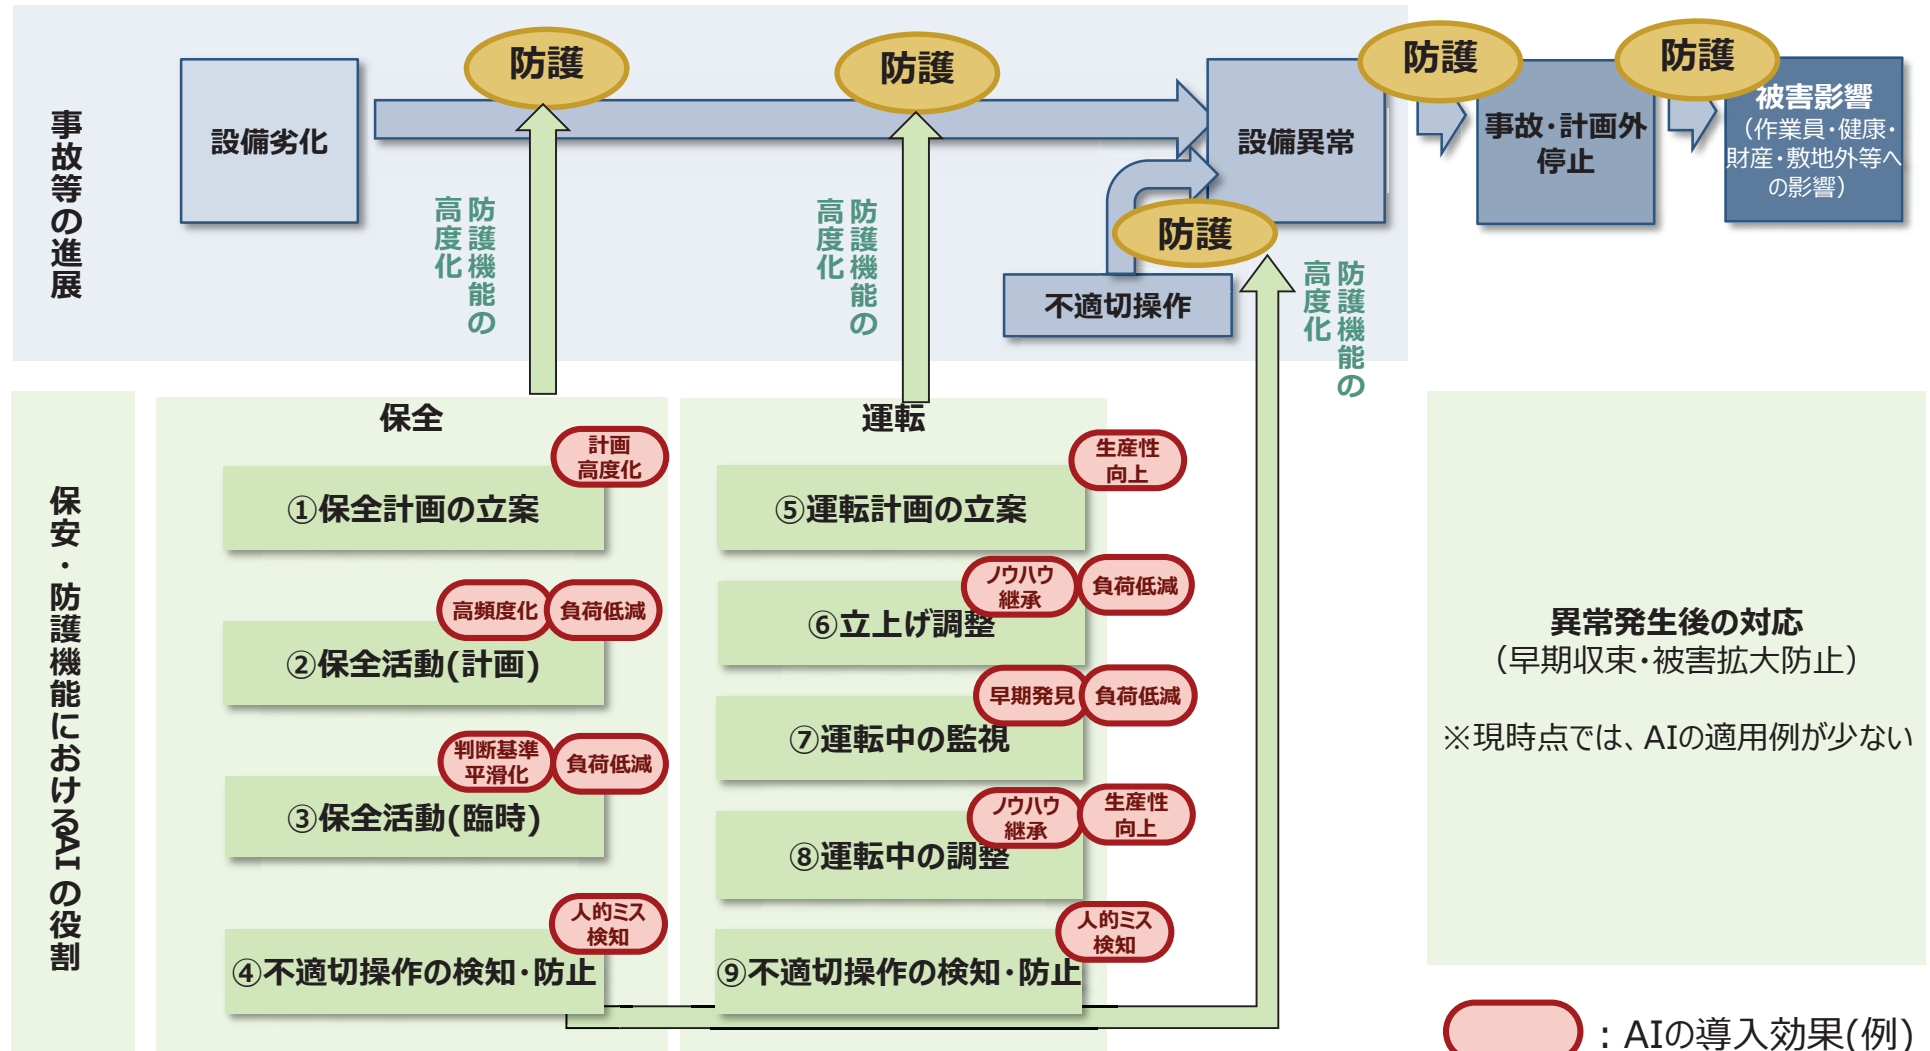 事故等の進展
設備劣化
防護
防護
防護
防護
設備異常
事故・計画外
停止
被害影響
（作業員・健康・
財産・敷地外等へ
の影響）
防護機能の
高度化
防護機能の
高度化
防護
不適切操作
防護機能の
高度化
保安・防護機能におけるAIの役割
保全
計画
高度化
①保全計画の立案
高頻度化
負荷低減
②保全活動(計画)
判断基準
平滑化
負荷低減
③保全活動(臨時)
人的ミス
検知
④不適切操作の検知・防止
運転
生産性
向上
⑤運転計画の立案
ノウハウ
継承
負荷低減
⑥立上げ調整
早期発見
負荷低減
⑦運転中の監視
ノウハウ
継承
生産性
向上
⑧運転中の調整
人的ミス
検知
⑨不適切操作の検知・防止
異常発生後の対応
（早期収束・被害拡大防止）
※現時点では、AIの適用例が少ない
：AIの導入効果(例)